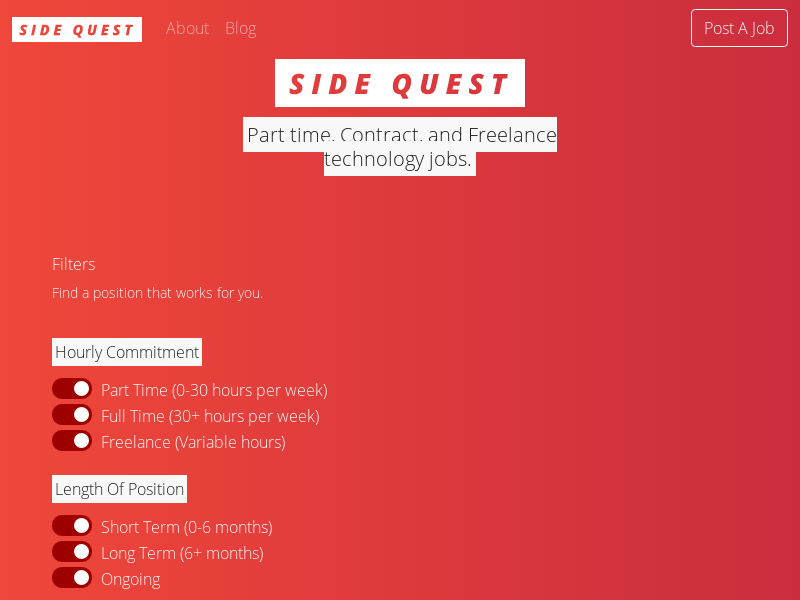 SIDE QUEST
About
Blog
Post A Job
SIDE QUEST
Part time, Contract, and Freelance
technology jobs.
Filters
Find a position that works for you.
Hourly Commitment
Part Time (0-30 hours per week)
Full Time (30+ hours per week)
Freelance (Variable hours)
Length Of Position
Short Term (0-6 months)
Long Term (6+ months)
Ongoing